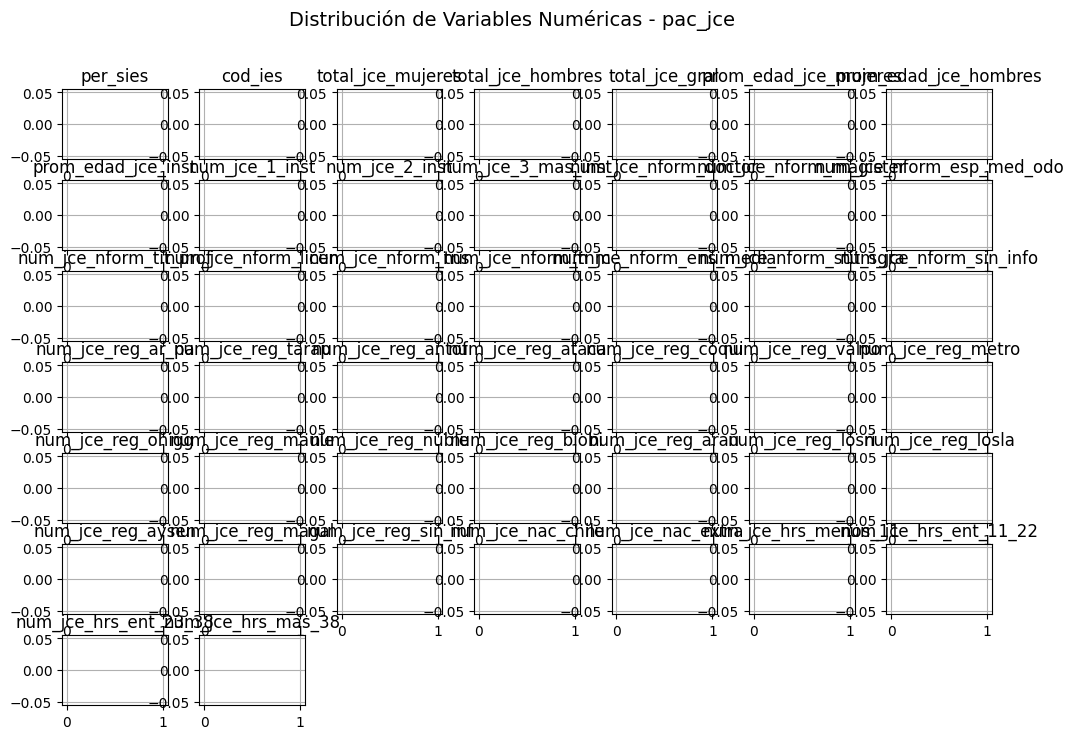 Distribución de Variables Numéricas - pac_jce
per_sies cod_ies total_jce_mujeres total_jce_hombres total_jce_gral prom_edad_jce_mujeres prom_edad_jce_hombres
0.05 0.05 0.05 0.05 0.05 0.05 0.05
0.00 0.00 0.00 0.00 0.00 0.00 0.00
−0.05 −0.05 −0.05 −0.05 −0.05 −0.05 −0.05
prom_edad_jce_inst num_jce_1_inst num_jce_2_inst num_jce_3_mas_inst num_jce_nform_doctor num_jce_nform_magister num_jce_nform_esp_med_odo
0.05 0.05 0.05 0.05 0.05 0.05 0.05
0.00 0.00 0.00 0.00 0.00 0.00 0.00
−0.05 −0.05 −0.05 −0.05 −0.05 −0.05 −0.05
num_jce_nform_tit_prof num_jce_nform_licen num_jce_nform_tns num_jce_nform_tnm num_jce_nform_ens_media num_jce_nform_sin_info
0.05 0.05 0.05 0.05 0.05 0.05 0.05
0.00 0.00 0.00 0.00 0.00 0.00 0.00
−0.05 −0.05 −0.05 −0.05 −0.05 −0.05 −0.05
num_jce_reg_ar_pa num_jce_reg_tarap num_jce_reg_antof num_jce_reg_ataca num_jce_reg_coqui num_jce_reg_valpo num_jce_reg_metro
0.05 0.05 0.05 0.05 0.05 0.05 0.05
0.00 0.00 0.00 0.00 0.00 0.00 0.00
−0.05 −0.05 −0.05 −0.05 −0.05 −0.05 −0.05
num_jce_reg_ohigg num_jce_reg_maule num_jce_reg_nuble num_jce_reg_biobi num_jce_reg_arau num_jce_reg_losri num_jce_reg_losla
0.05 0.05 0.05 0.05 0.05 0.05 0.05
0.00 0.00 0.00 0.00 0.00 0.00 0.00
−0.05 −0.05 −0.05 −0.05 −0.05 −0.05 −0.05
num_jce_reg_aysen num_jce_reg_magal num_jce_reg_sin_inf num_jce_nac_chile num_jce_nac_extra num_jce_hrs_menos_11 num_jce_hrs_ent_11_22
0.05 0.05 0.05 0.05 0.05 0.05 0.05
0.00 0.00 0.00 0.00 0.00 0.00 0.00
−0.05 −0.05 −0.05 −0.05 −0.05 −0.05 −0.05
num_jce_hrs_ent_23_38 num_jce_hrs_mas_38 0 1 0 1 0 1 0 1 0 1
0.05 0.05
0.00 0.00
−0.05 −0.05
0 1 0 1